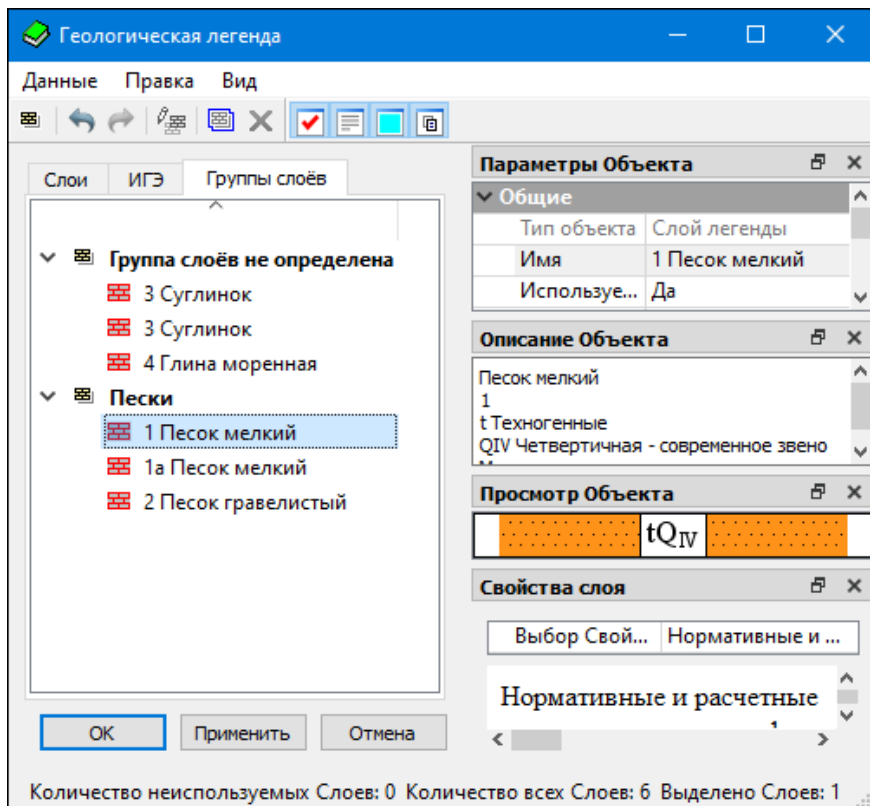 Геологическая легенда
Данные Правка Вид
Слои ИГЭ Группы слоёв
Группа слоёв не определена
3 Суглинок
3 Суглинок
4 Глина моренная
Пески
1 Песок мелкий
1а Песок мелкий
2 Песок гравелистый
ОК Применить Отмена
Параметры Объекта
Общие
Тип объекта Слой легенды
Имя 1 Песок мелкий
Используе... Да
Описание Объекта
Песок мелкий
1
t Техногенные
QIV Четвертичная - современное звено
Просмотр Объекта
tQIV
Свойства слоя
Выбор Свой... Нормативные и ...
Нормативные и расчетные
Количество неиспользуемых Слоев: 0 Количество всех Слоев: 6 Выделено Слоев: 1